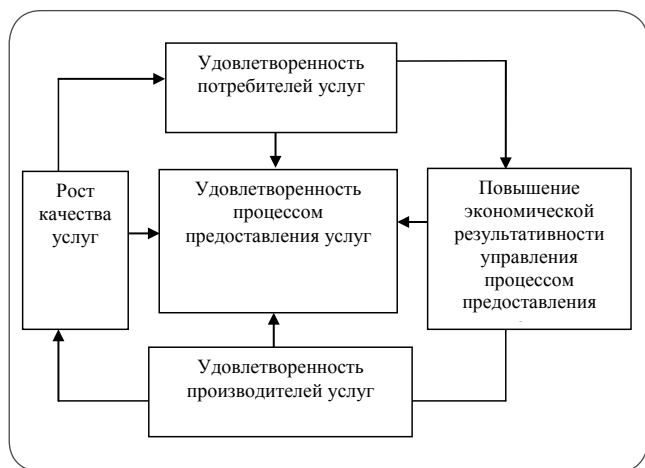 Удовлетворенность
потребителей услуг
Рост
качества
услуг
Удовлетворенность
процессом
предоставления услуг
Повышение
экономической
результативности
управления
процессом
предоставления
Удовлетворенность
производителей услуг